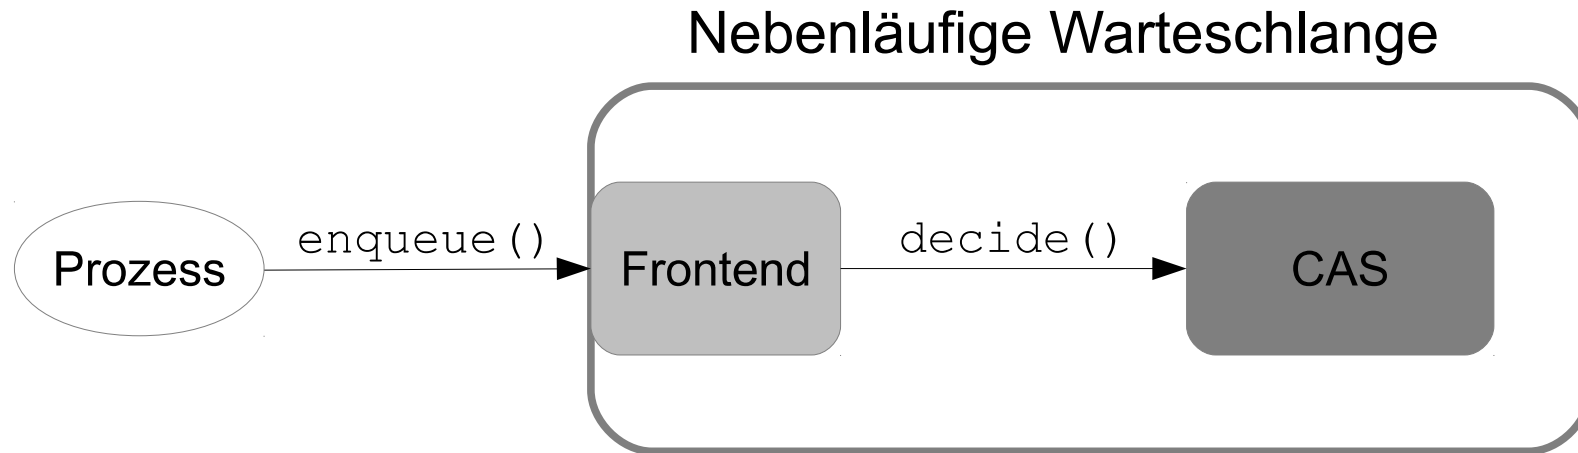 Nebenläufige Warteschlange
Prozess
enqueue()
Frontend
decide()
CAS